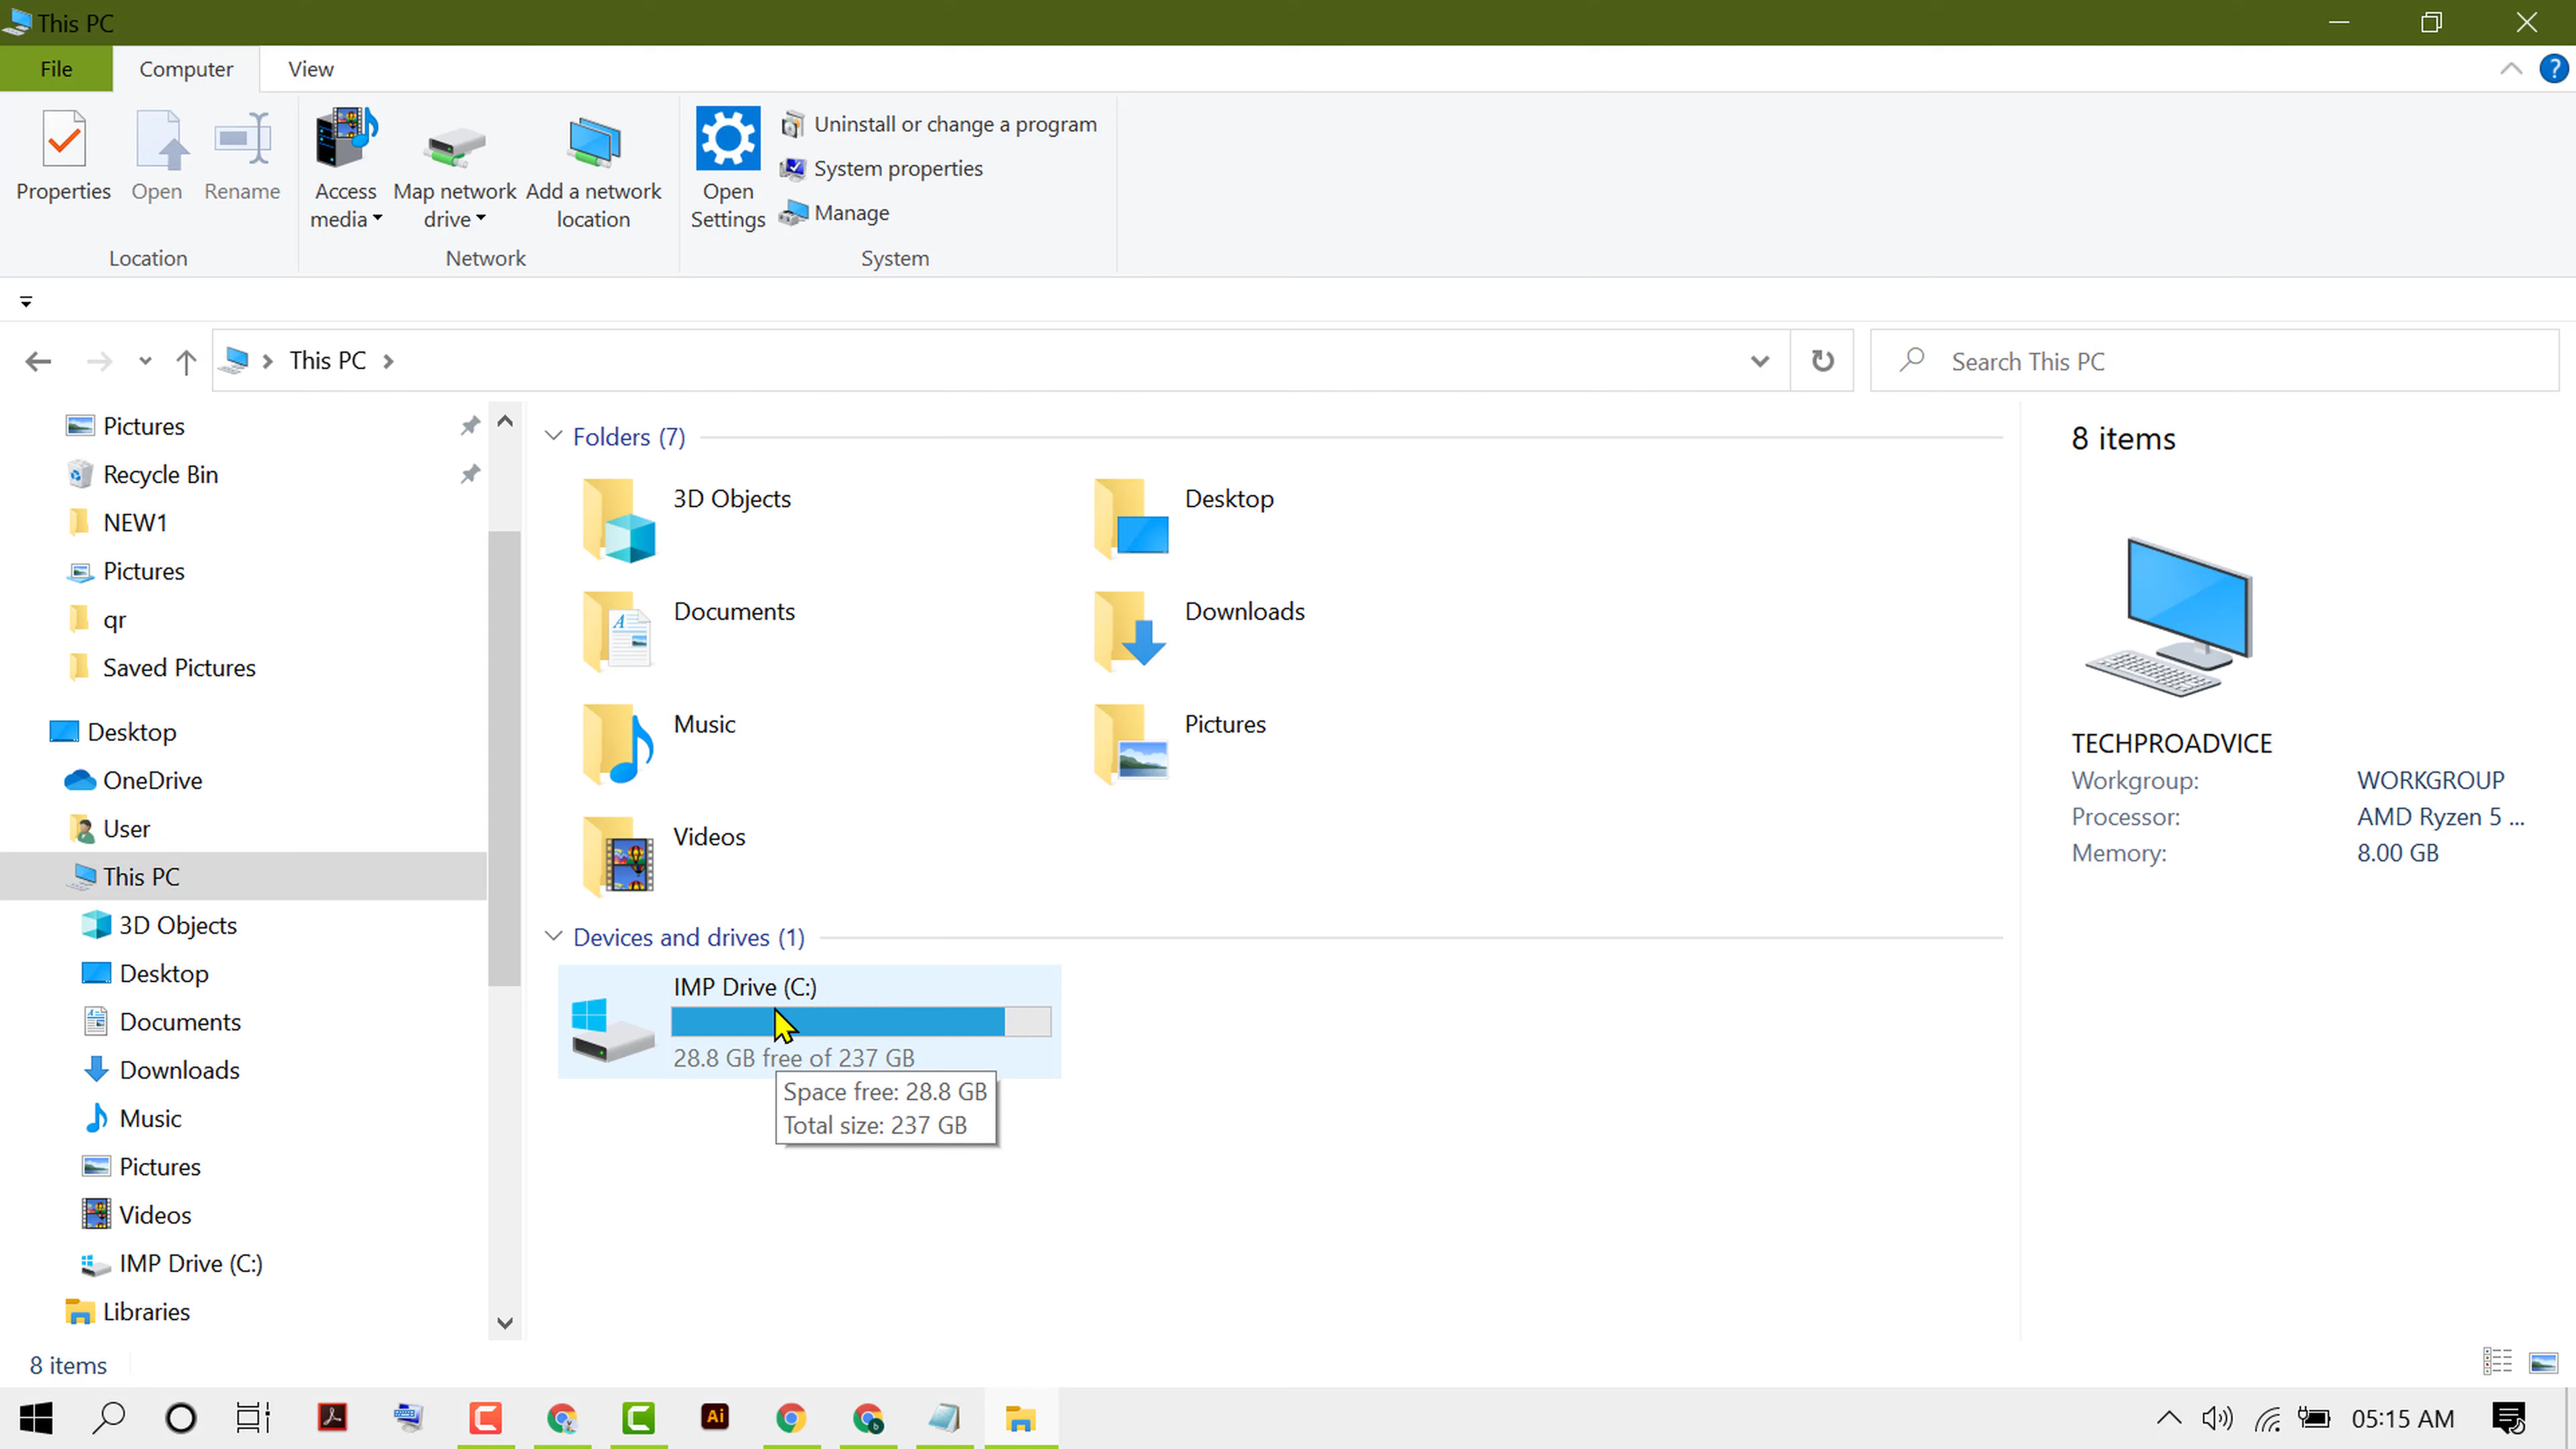 This PC
File
Computer
View
?
Properties
Open
Rename
Access media
Map network drive
Add a network location
Open Settings
Uninstall or change a program
System properties
Manage
Location
Network
System
This PC
Search This PC
Pictures
Recycle Bin
NEW1
Pictures
qr
Saved Pictures
Desktop
OneDrive
User
This PC
3D Objects
Desktop
Documents
Downloads
Music
Pictures
Videos
IMP Drive (C:)
Libraries
Folders (7)
3D Objects
Desktop
Documents
Downloads
Music
Pictures
Videos
Devices and drives (1)
IMP Drive (C:)
28.8 GB free of 237 GB
Space free: 28.8 GB
Total size: 237 GB
8 items
TECHPROADVICE
Workgroup: WORKGROUP
Processor: AMD Ryzen 5 ...
Memory: 8.00 GB
8 items
Ai
05:15 AM